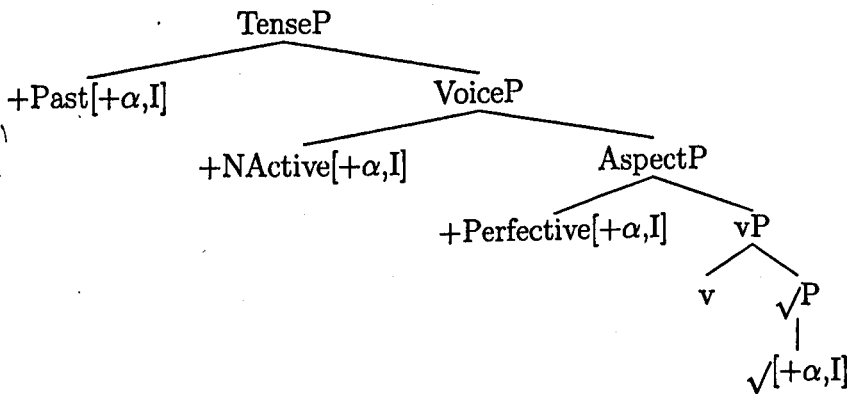 TenseP
+Past[+α,I]
VoiceP
+NActive[+α,I]
AspectP
+Perfective[+α,I]
vP
v
√P
√[+α,I]